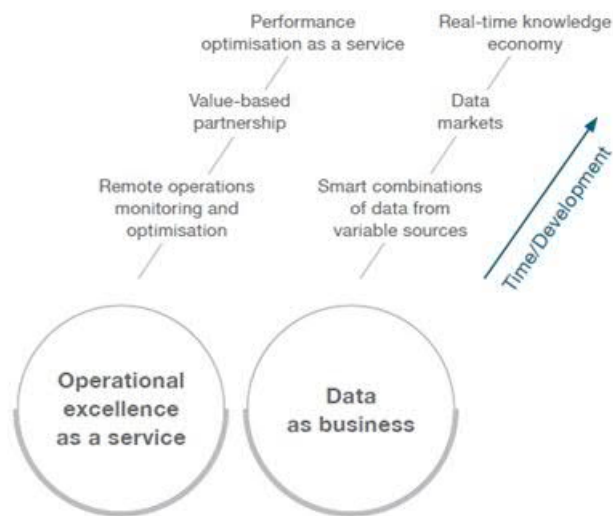 Performance
optimisation as a service
Real-time knowledge
economy
Value-based
partnership
Data
markets
Remote operations
monitoring and
optimisation
Smart combinations
of data from
variable sources
Time/Development
Operational
excellence
as a service
Data
as business